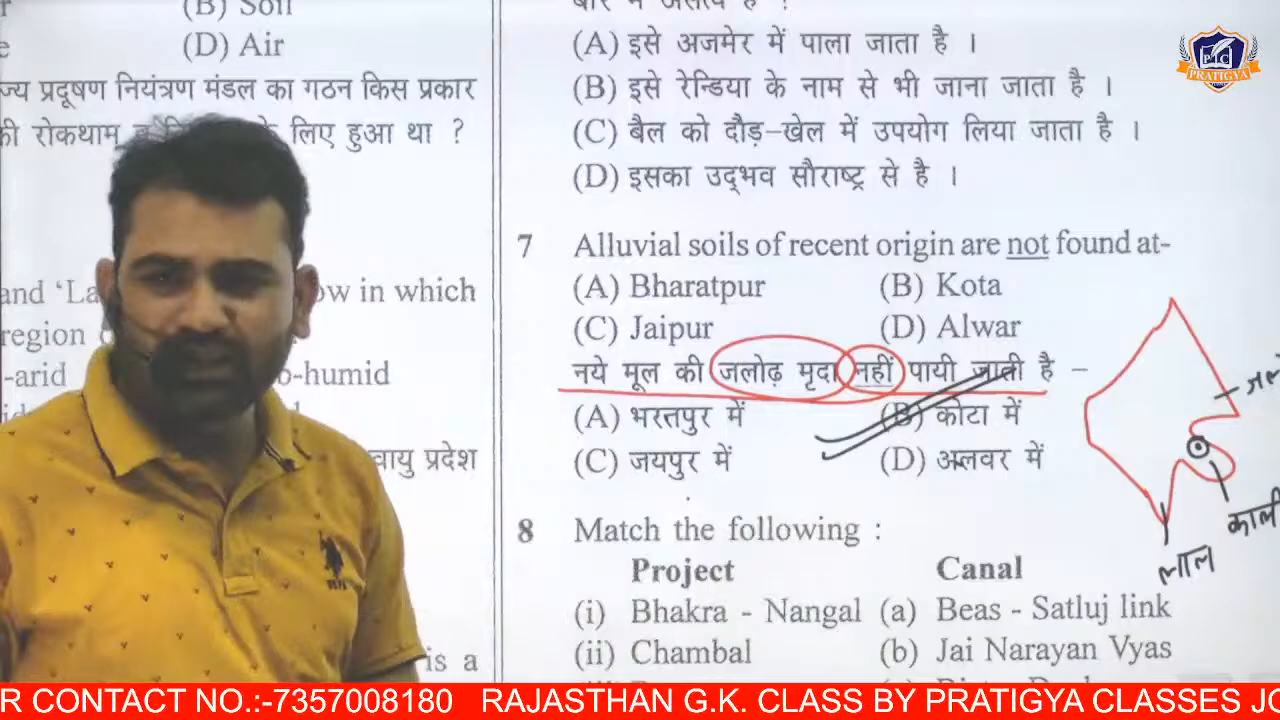 (B) Soil
(D) Air
ज्य प्रदूषण नियंत्रण मंडल का गठन किस प्रकार
की रोकथाम के लिए हुआ था ?
and ‘La ow in which
region
-arid o-humid
वायु प्रदेश
is a
(A) इसे अजमेर में पाला जाता है ।
(B) इसे रेन्डिया के नाम से भी जाना जाता है ।
(C) बैल को दौड़-खेल में उपयोग लिया जाता है ।
(D) इसका उद्भव सौराष्ट्र से है ।
7 Alluvial soils of recent origin are not found at-
(A) Bharatpur (B) Kota
(C) Jaipur (D) Alwar
नये मूल की जलोढ़ मृदा नहीं पायी जाती है -
(A) भरतपुर में (B) कोटा में
(C) जयपुर में (D) अलवर में
8 Match the following :
Project Canal
(i) Bhakra - Nangal (a) Beas - Satluj link
(ii) Chambal (b) Jai Narayan Vyas
काली
लाल
PTC
PRATIGYA
R CONTACT NO.:-7357008180 RAJASTHAN G.K. CLASS BY PRATIGYA CLASSES JO